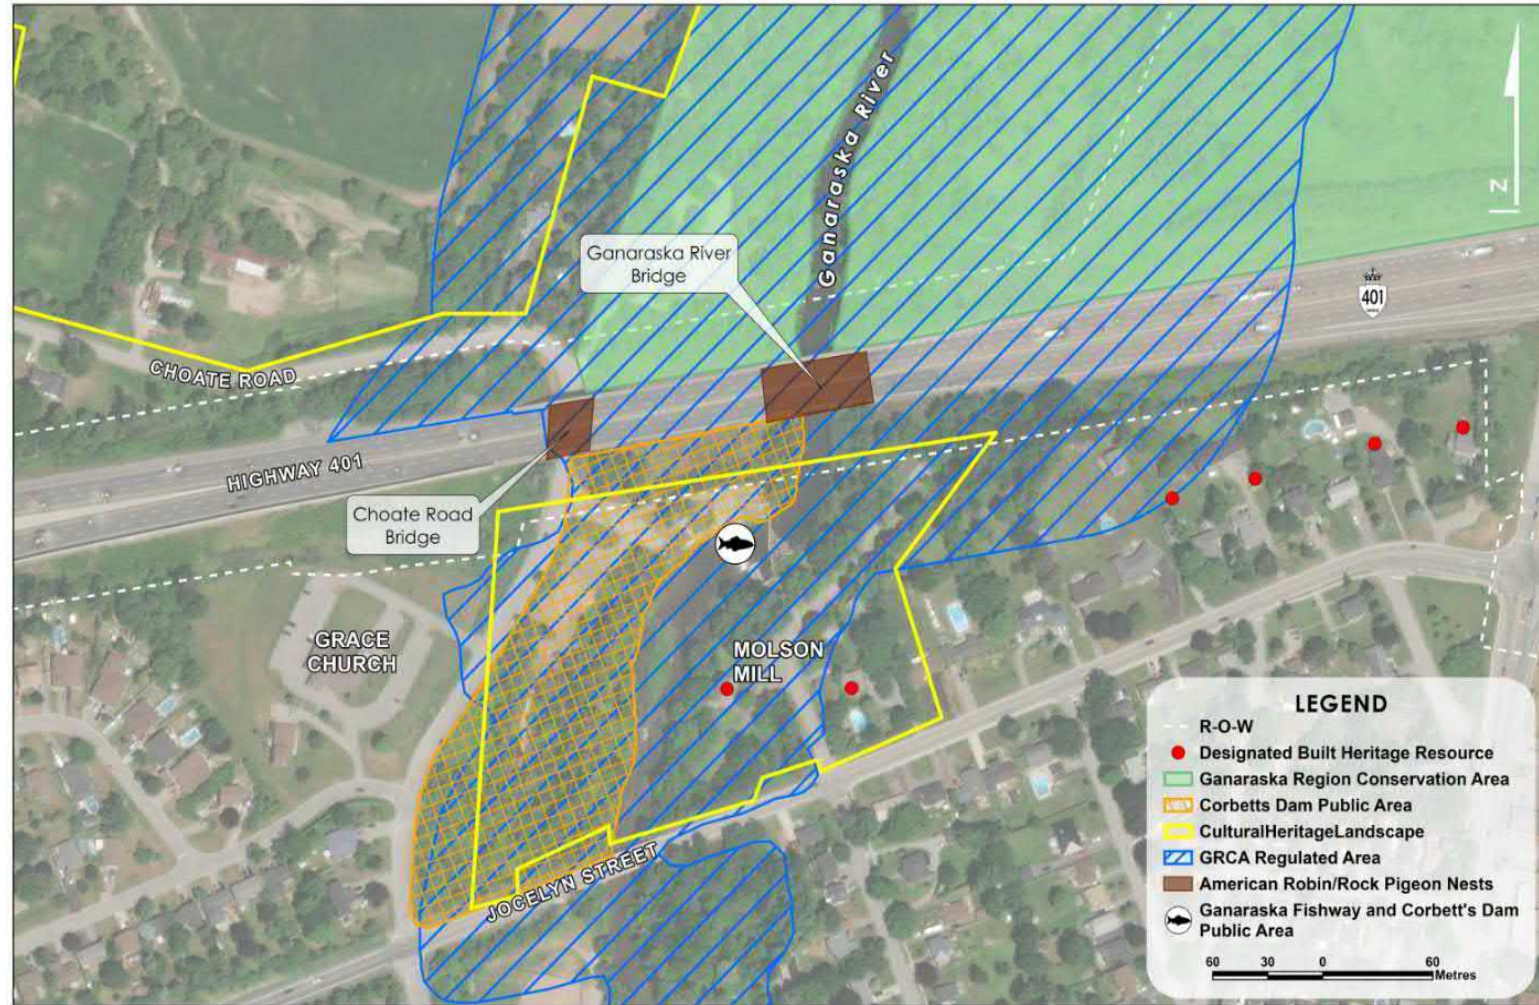 Ganaraska River
Ganaraska River
Bridge
401
CHOATE ROAD
HIGHWAY 401
Choate Road
Bridge
GRACE
CHURCH
MOLSON
MILL
JOCELYN STREET
N
LEGEND
R-O-W
Designated Built Heritage Resource
Ganaraska Region Conservation Area
Corbetts Dam Public Area
CulturalHeritageLandscape
GRCA Regulated Area
American Robin/Rock Pigeon Nests
Ganaraska Fishway and Corbett's Dam
Public Area
60 30 0 60
Metres